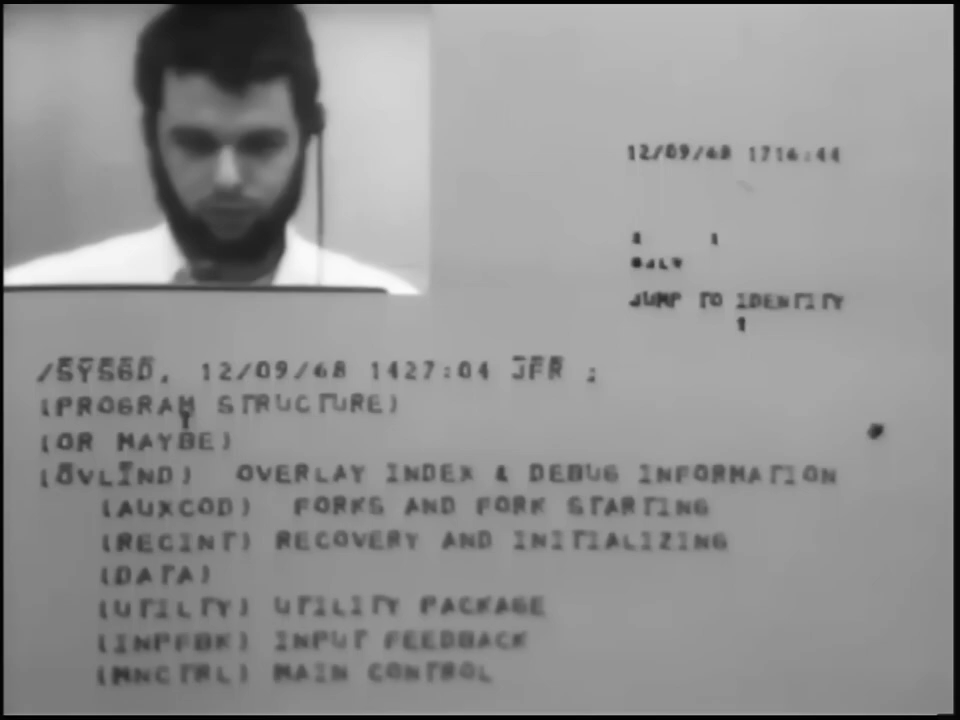 12/09/68 1716:44
JUMP TO IDENTITY
/SYSGD, 12/09/68 1427:04 JFR ;
(PROGRAM STRUCTURE)
(OR MAYBE)
(OVLIND) OVERLAY INDEX & DEBUG INFORMATION
(AUXCOD) FORKS AND FORK STARTING
(RECINT) RECOVERY AND INITIALIZING
(DATA)
(UTILTY) UTILITY PACKAGE
(INPFBK) INPUT FEEDBACK
(MNCTRL) MAIN CONTROL